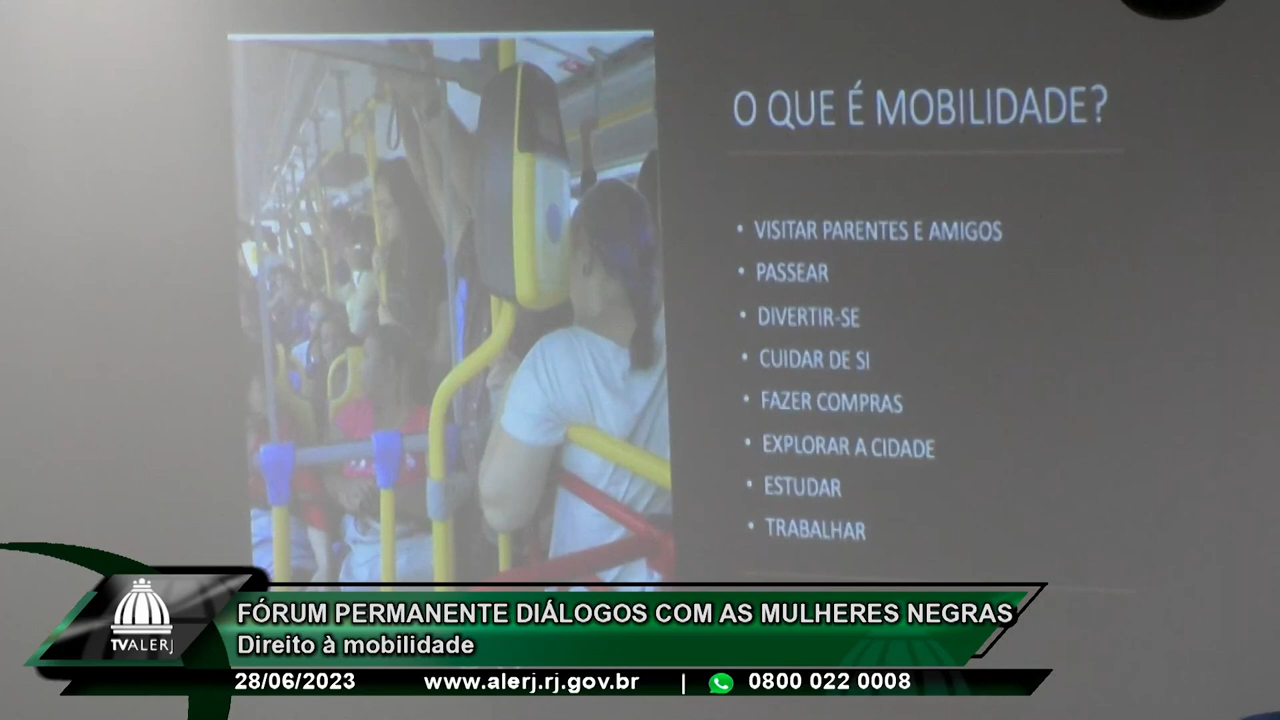 O QUE É MOBILIDADE?
• VISITAR PARENTES E AMIGOS
• PASSEAR
• DIVERTIR-SE
• CUIDAR DE SI
• FAZER COMPRAS
• EXPLORAR A CIDADE
• ESTUDAR
• TRABALHAR
FÓRUM PERMANENTE DIÁLOGOS COM AS MULHERES NEGRAS
Direito à mobilidade
TVALERJ
28/06/2023 www.alerj.rj.gov.br | 0800 022 0008